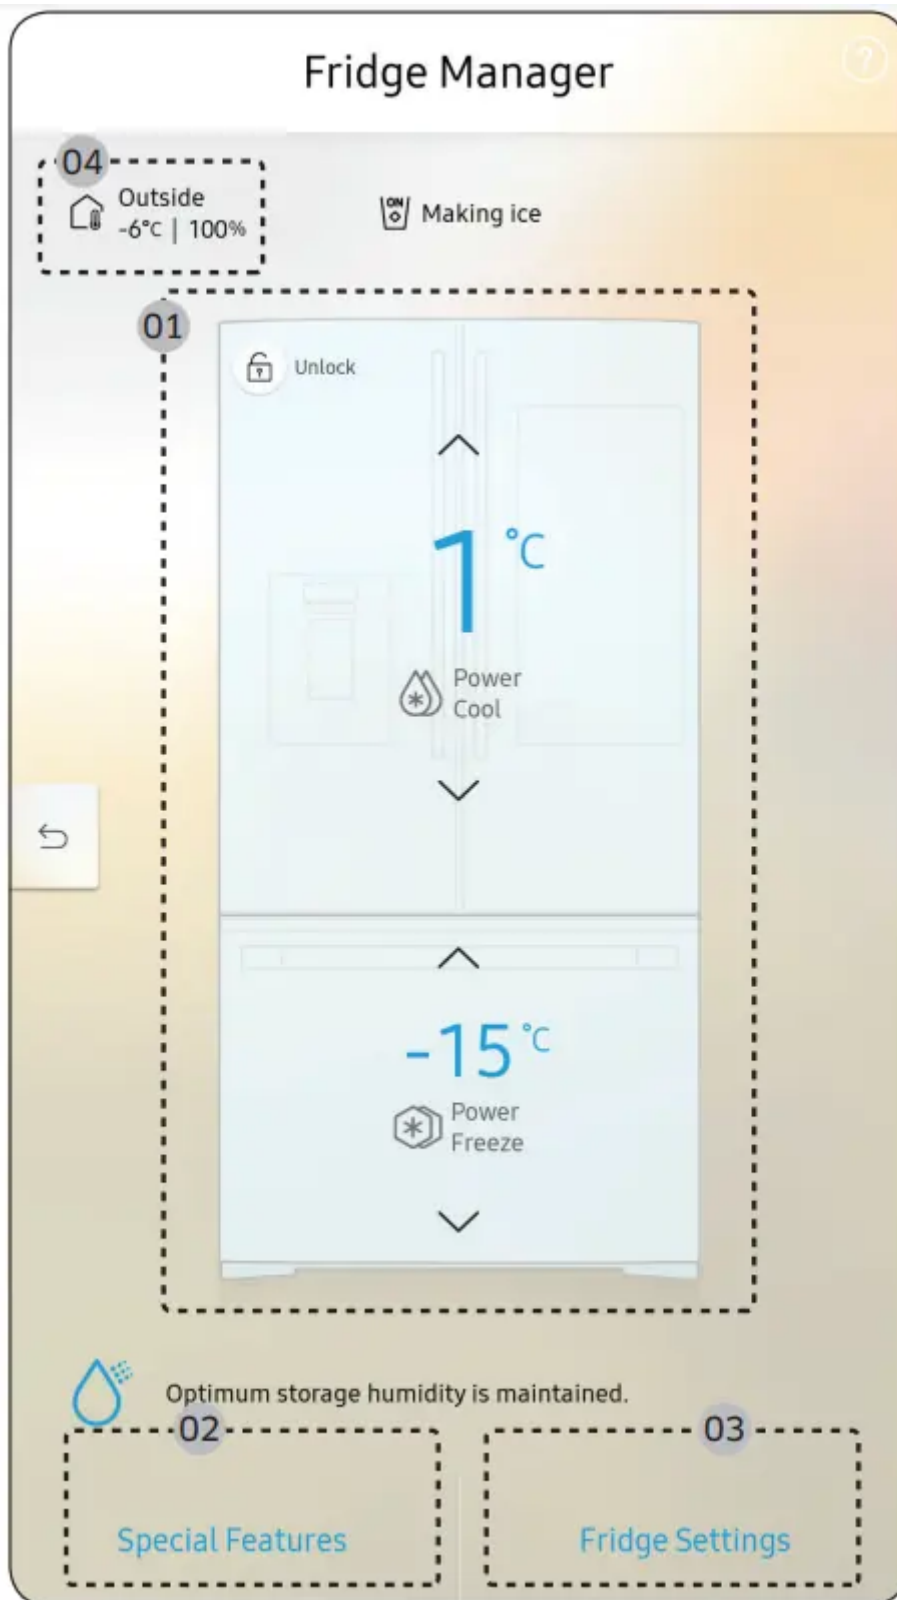 Fridge Manager
?
04
Outside
-6°C | 100%
ON
Making ice
01
Unlock
1 °C
Power
Cool
-15 °C
Power
Freeze
Optimum storage humidity is maintained.
02
03
Special Features
Fridge Settings